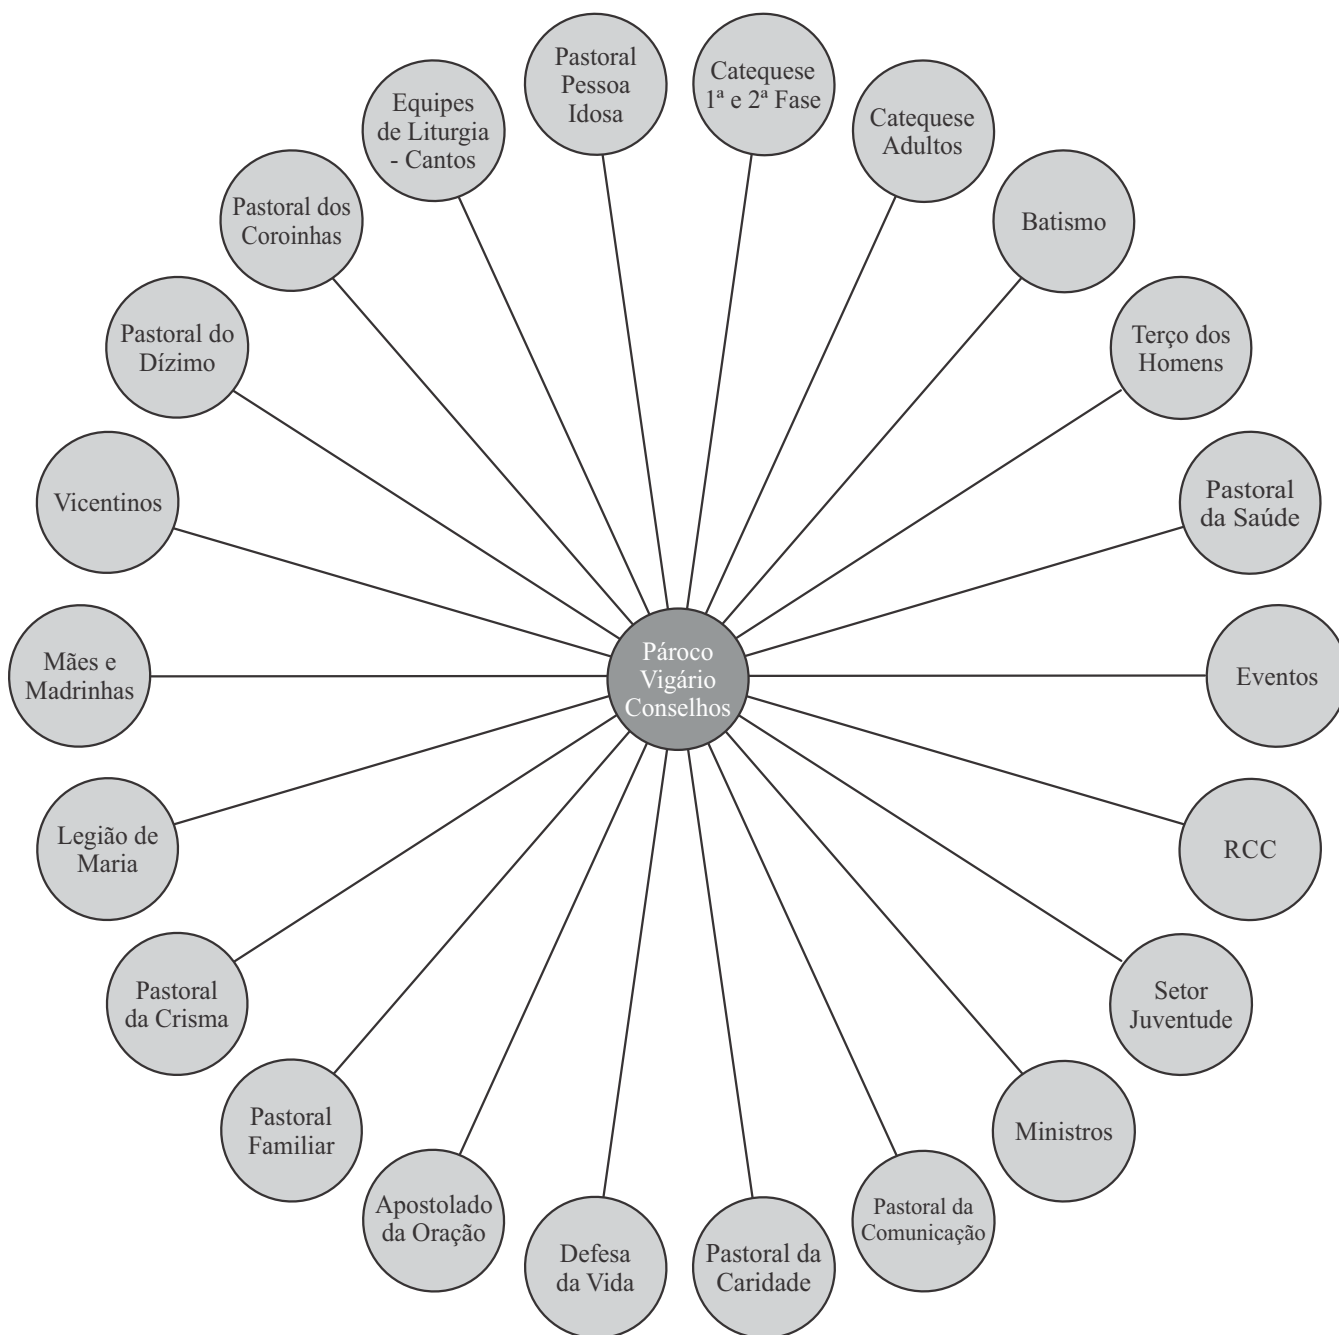 Pastoral
Pessoa
Idosa
Catequese
1ª e 2ª Fase
Catequese
Adultos
Batismo
Terço dos
Homens
Pastoral
da Saúde
Eventos
RCC
Setor
Juventude
Ministros
Pastoral da
Comunicação
Pastoral da
Caridade
Defesa
da Vida
Apostolado
da Oração
Pastoral
Familiar
Pastoral
da Crisma
Legião de
Maria
Mães e
Madrinhas
Vicentinos
Pastoral do
Dízimo
Pastoral dos
Coroinhas
Equipes
de Liturgia
- Cantos
Pároco
Vigário
Conselhos